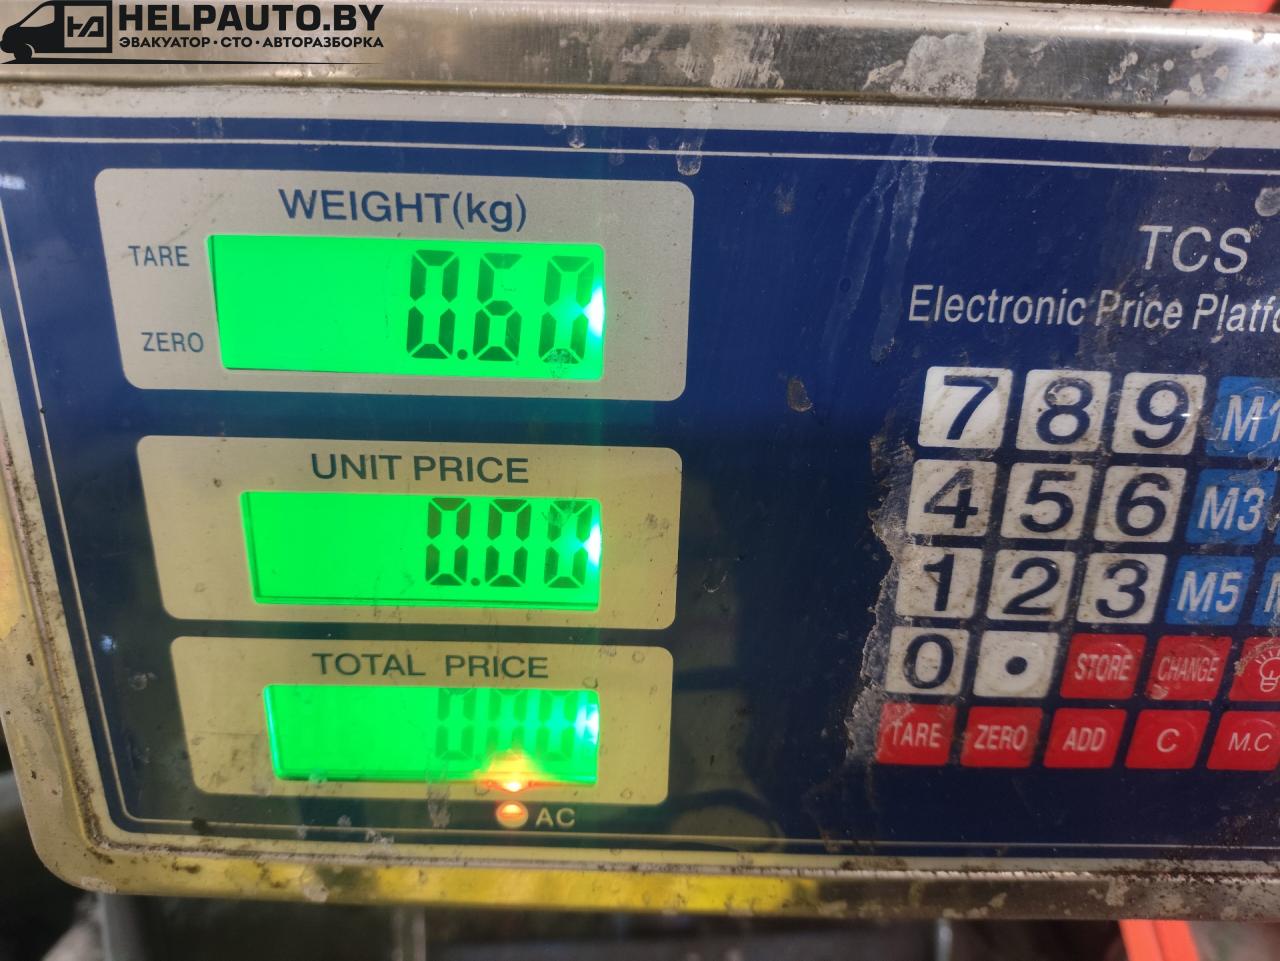 HELPAUTO.BY
ЭВАКУАТОР·СТО·АВТОРАЗБОРКА
WEIGHT(kg)
TARE
0.60
ZERO
UNIT PRICE
0.00
TOTAL PRICE
0.00
AC
TCS
Electronic Price
7 8 9
4 5 6 M3
1 2 3 M5
0 . STORE CHANGE
TARE ZERO ADD C M.C